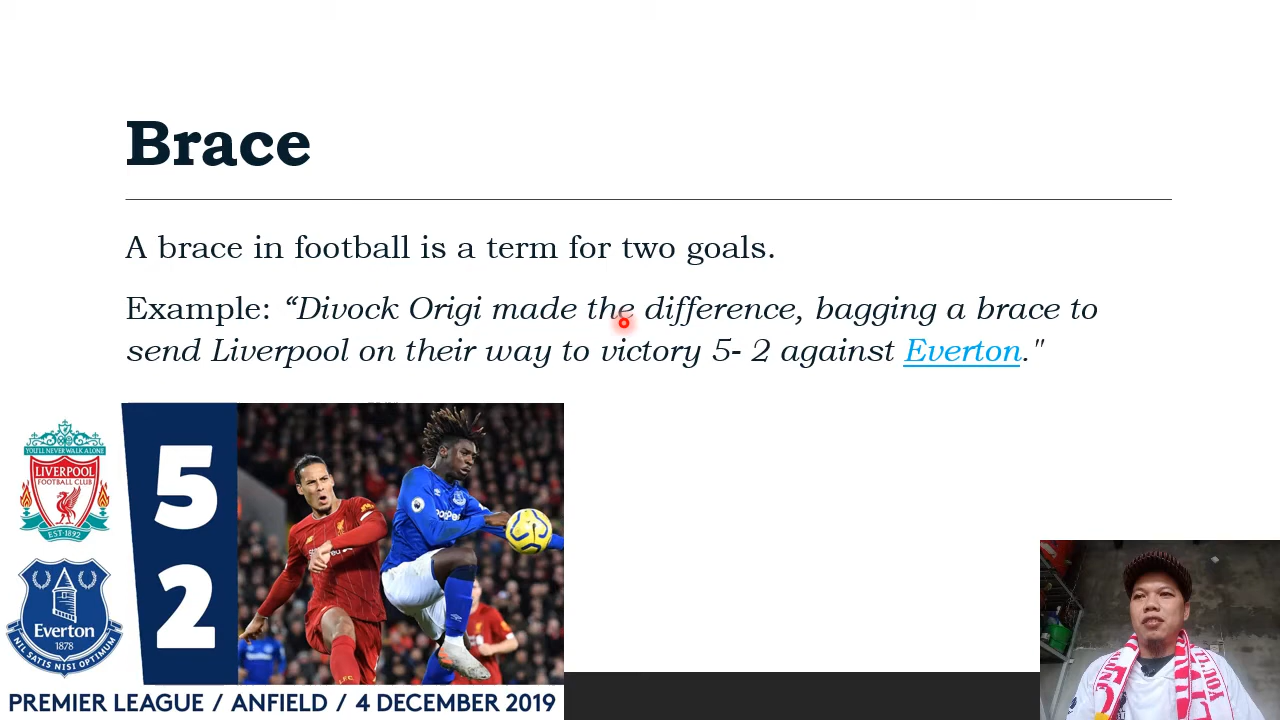 Brace
A brace in football is a term for two goals.
Example: “Divock Origi made the difference, bagging a brace to
send Liverpool on their way to victory 5- 2 against Everton."
YOU'LL NEVER WALK ALONE
LIVERPOOL
FOOTBALL CLUB
EST·1892
5
Everton
1878
NIL SATIS NISI OPTIMUM
2
PREMIER LEAGUE / ANFIELD / 4 DECEMBER 2019